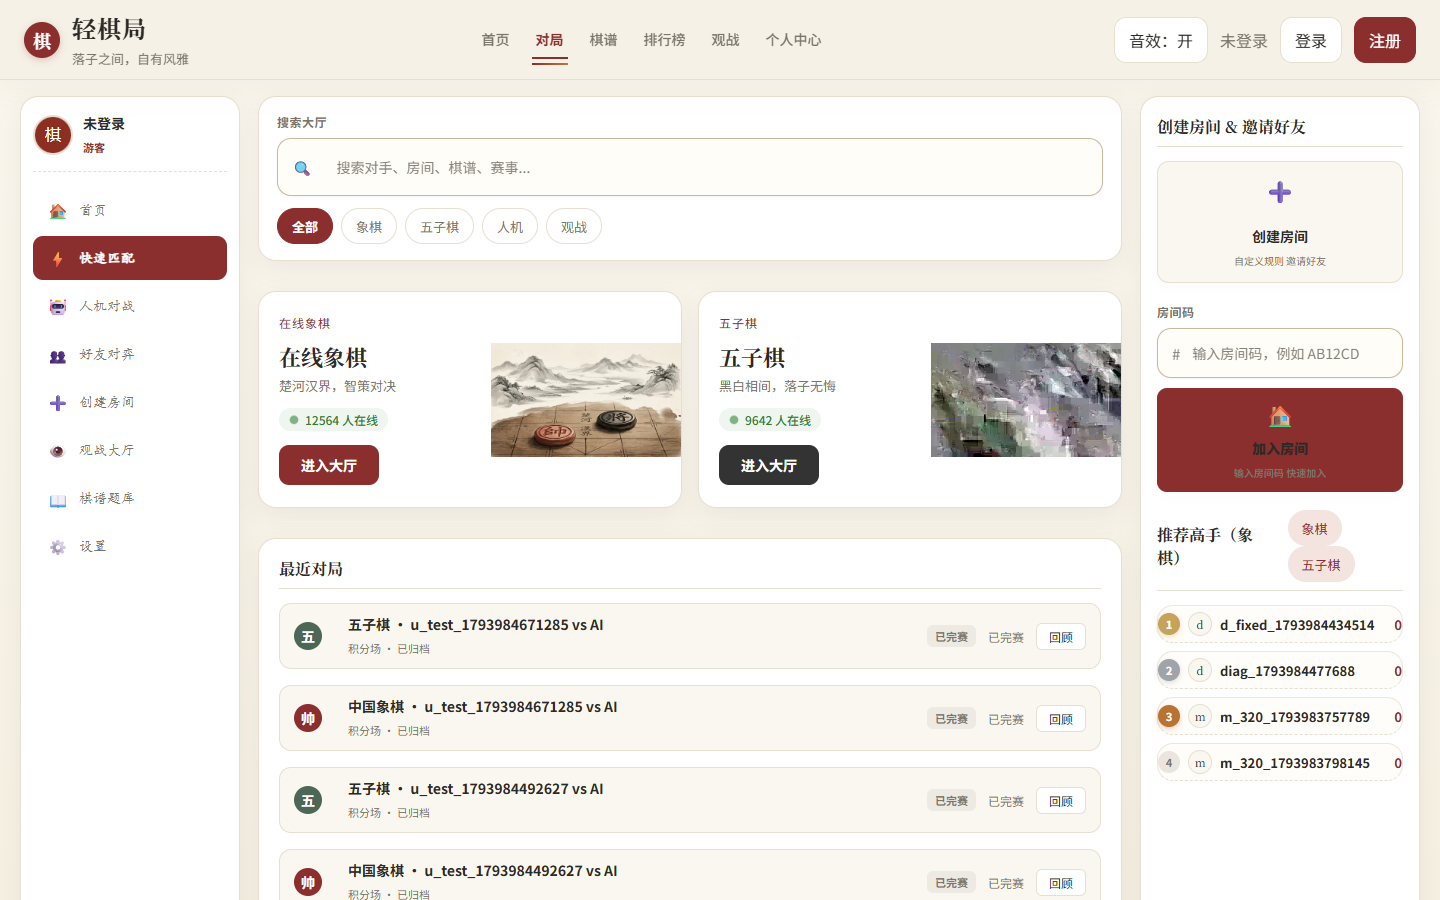 棋
轻棋局
落子之间，自有风雅
首页
对局
棋谱
排行榜
观战
个人中心
音效：开
未登录
登录
注册
棋
未登录
游客
首页
快速匹配
人机对战
好友对弈
创建房间
观战大厅
棋谱题库
设置
搜索大厅
搜索对手、房间、棋谱、赛事...
全部
象棋
五子棋
人机
观战
在线象棋
在线象棋
楚河汉界，智策对决
12564 人在线
进入大厅
帥
將
五子棋
五子棋
黑白相间，落子无悔
9642 人在线
进入大厅
最近对局
五
五子棋 · u_test_1793984671285 vs AI
积分场 · 已归档
已完赛
已完赛
回顾
帅
中国象棋 · u_test_1793984671285 vs AI
积分场 · 已归档
已完赛
已完赛
回顾
五
五子棋 · u_test_1793984492627 vs AI
积分场 · 已归档
已完赛
已完赛
回顾
帅
中国象棋 · u_test_1793984492627 vs AI
积分场 · 已归档
已完赛
已完赛
回顾
创建房间 & 邀请好友
创建房间
自定义规则 邀请好友
房间码
# 输入房间码，例如 AB12CD
加入房间
输入房间码 快速加入
推荐高手（象
棋）
象棋
五子棋
1 d d_fixed_1793984434514 0
2 d diag_1793984477688 0
3 m m_320_1793983757789 0
4 m m_320_1793983798145 0